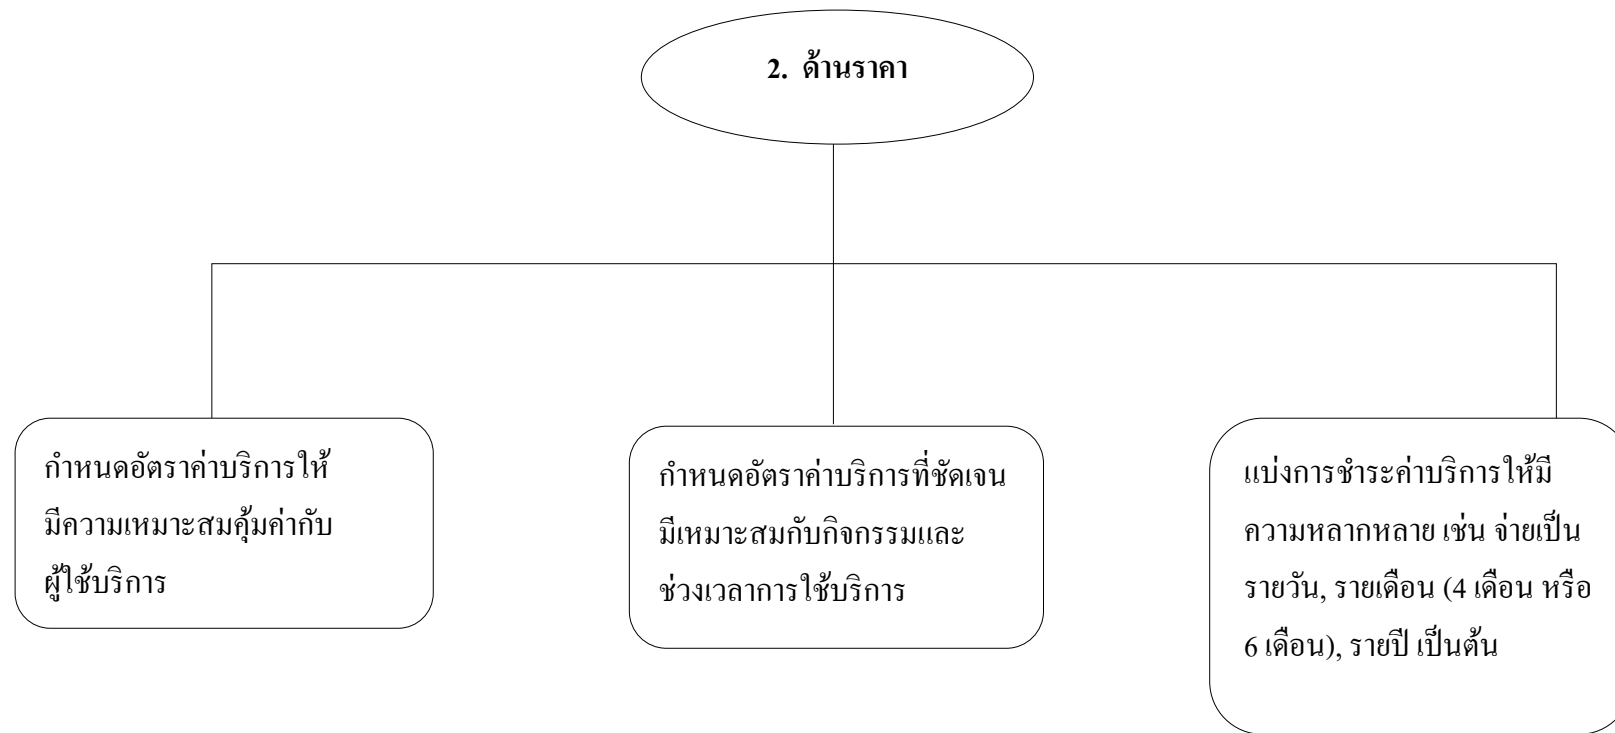 2. ด้านราคา
กำหนดอัตราค่าบริการให้
มีความเหมาะสมคุ้มค่ากับ
ผู้ใช้บริการ
กำหนดอัตราค่าบริการที่ชัดเจน
มีเหมาะสมกับกิจกรรมและ
ช่วงเวลาการใช้บริการ
แบ่งการชำระค่าบริการให้มี
ความหลากหลาย เช่น จ่ายเป็น
รายวัน, รายเดือน (4 เดือน หรือ
6 เดือน), รายปี เป็นต้น